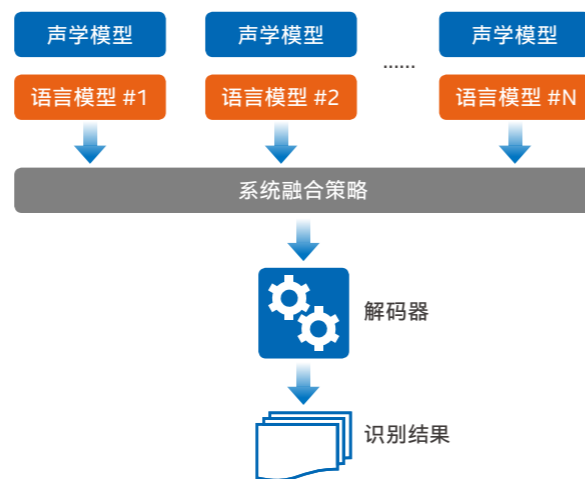 声学模型 声学模型 声学模型
......
语言模型 #1 语言模型 #2 语言模型 #N
系统融合策略
解码器
识别结果